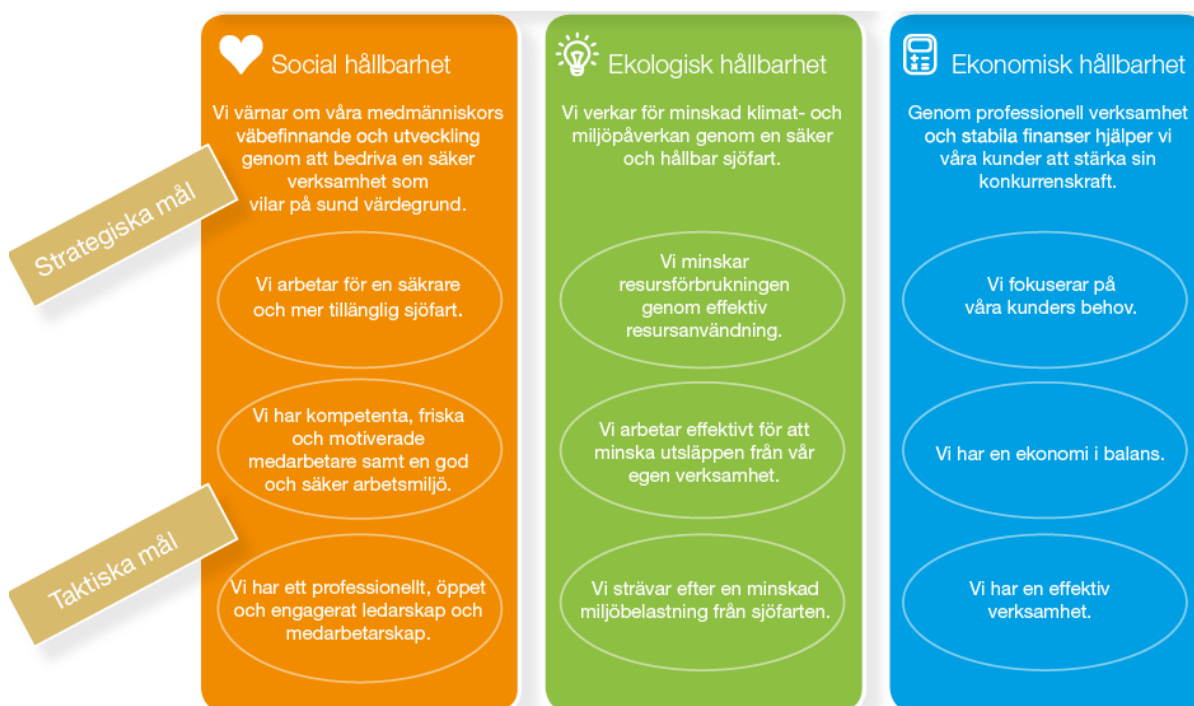 Social hållbarhet
Vi värnar om våra medmänniskors
väbefinnande och utveckling
genom att bedriva en säker
verksamhet som
vilar på sund värdegrund.
Vi arbetar för en säkrare
och mer tillänglig sjöfart.
Vi har kompetenta, friska
och motiverade
medarbetare samt en god
och säker arbetsmiljö.
Vi har ett professionellt, öppet
och engagerat ledarskap och
medarbetarskap.
Ekologisk hållbarhet
Vi verkar för minskad klimat- och
miljöpåverkan genom en säker
och hållbar sjöfart.
Vi minskar
resursförbrukningen
genom effektiv
resursanvändning.
Vi arbetar effektivt för att
minska utsläppen från vår
egen verksamhet.
Vi strävar efter en minskad
miljöbelastning från sjöfarten.
Ekonomisk hållbarhet
Genom professionell verksamhet
och stabila finanser hjälper vi
våra kunder att stärka sin
konkurrenskraft.
Vi fokuserar på
våra kunders behov.
Vi har en ekonomi i balans.
Vi har en effektiv
verksamhet.
Strategiska mål
Taktiska mål